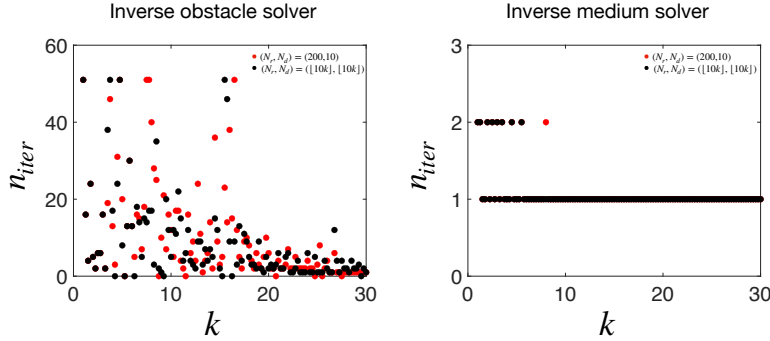 Inverse obstacle solver
60
40
20
0
n_iter
(N_r, N_d) = (200,10)
(N_r, N_d) = (⌊10k⌋, ⌊10k⌋)
0 10 20 30
k
Inverse medium solver
3
2
1
0
n_iter
(N_r, N_d) = (200,10)
(N_r, N_d) = (⌊10k⌋, ⌊10k⌋)
0 10 20 30
k